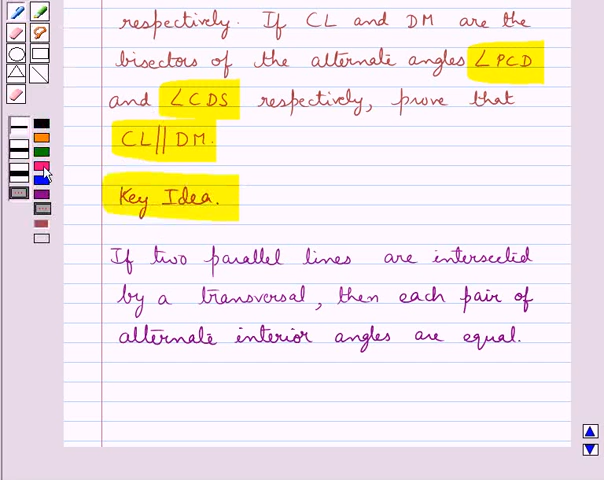 respectively. If CL and DM are the
bisectors of the alternate angles ∠PCD
and ∠CDS respectively, prove that
CL||DM.
Key Idea.
If two parallel lines are intersected
by a transversal, then each pair of
alternate interior angles are equal.